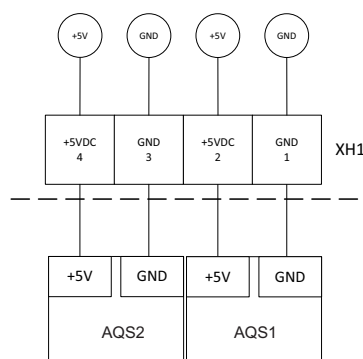 +5V GND +5V GND
+5VDC GND +5VDC GND
4 3 2 1
XH1
+5V GND +5V GND
AQS2 AQS1